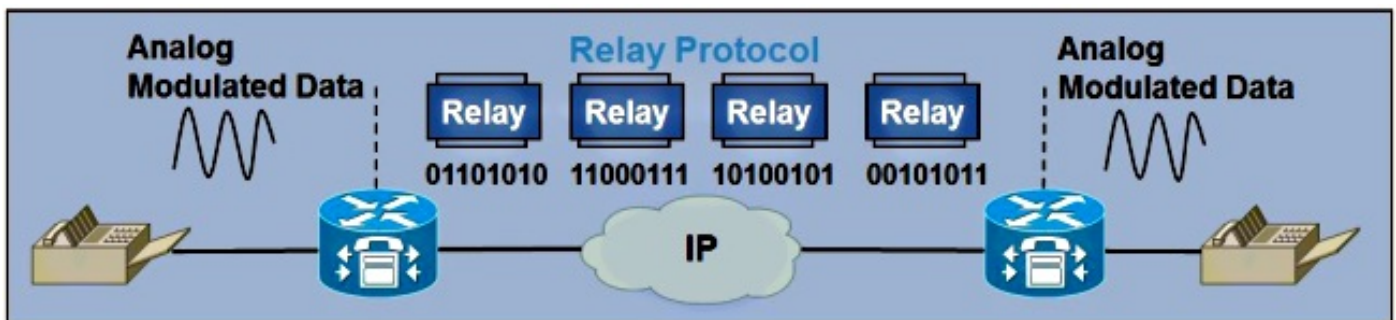 Analog
Modulated Data
Relay Protocol
Analog
Modulated Data
Relay Relay Relay Relay
01101010 11000111 10100101 00101011
IP